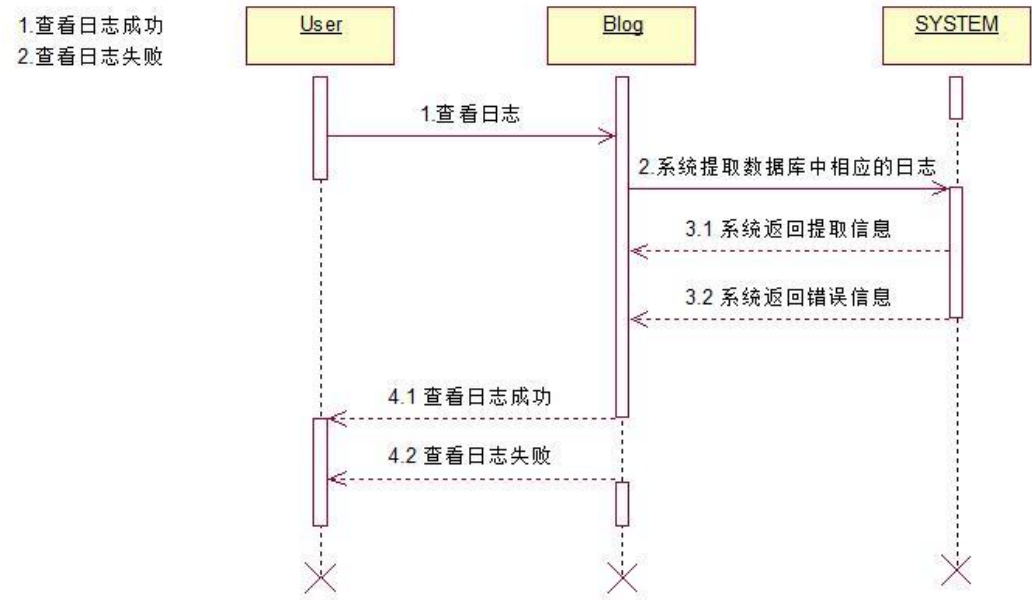 1.查看日志成功
2.查看日志失败
User
Blog
SYSTEM
1.查看日志
2.系统提取数据库中相应的日志
3.1 系统返回提取信息
3.2 系统返回错误信息
4.1 查看日志成功
4.2 查看日志失败